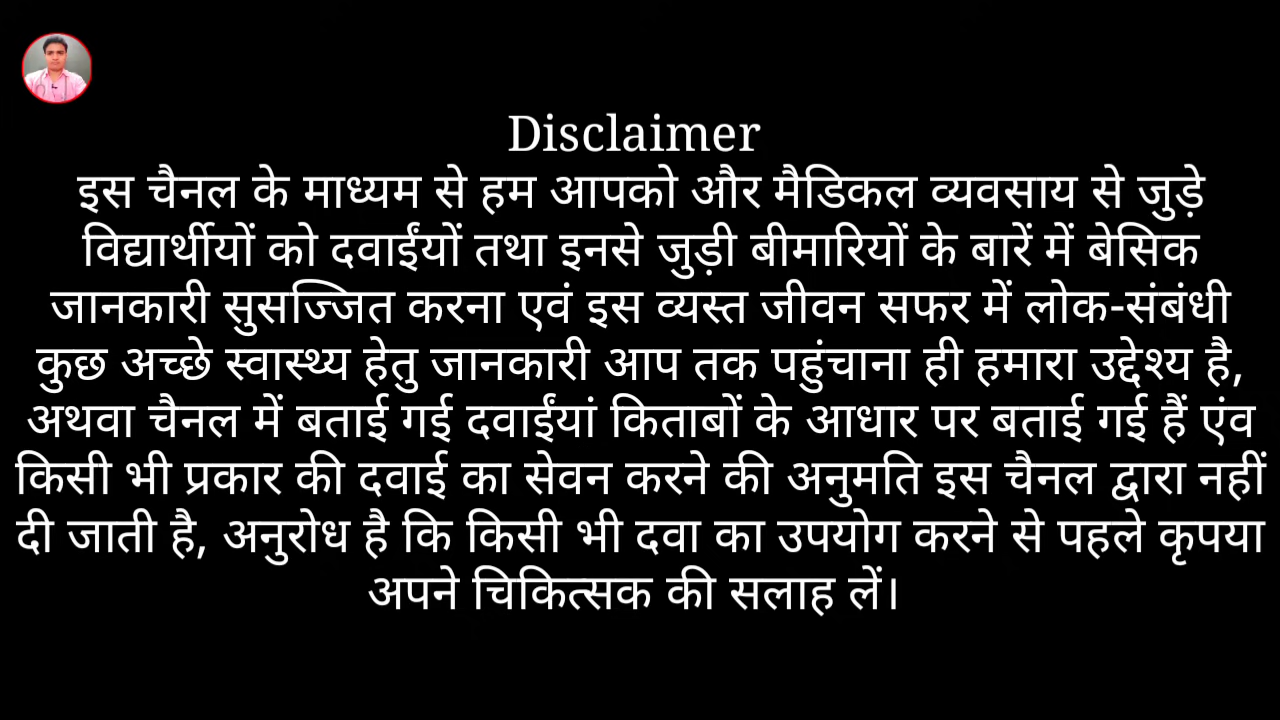 Disclaimer
इस चैनल के माध्यम से हम आपको और मैडिकल व्यवसाय से जुड़े
विद्यार्थीयों को दवाईंयों तथा इनसे जुड़ी बीमारियों के बारें में बेसिक
जानकारी सुसज्जित करना एवं इस व्यस्त जीवन सफर में लोक-संबंधी
कुछ अच्छे स्वास्थ्य हेतु जानकारी आप तक पहुंचाना ही हमारा उद्देश्य है,
अथवा चैनल में बताई गई दवाईंयां किताबों के आधार पर बताई गई हैं एंव
किसी भी प्रकार की दवाई का सेवन करने की अनुमति इस चैनल द्वारा नहीं
दी जाती है, अनुरोध है कि किसी भी दवा का उपयोग करने से पहले कृपया
अपने चिकित्सक की सलाह लें।